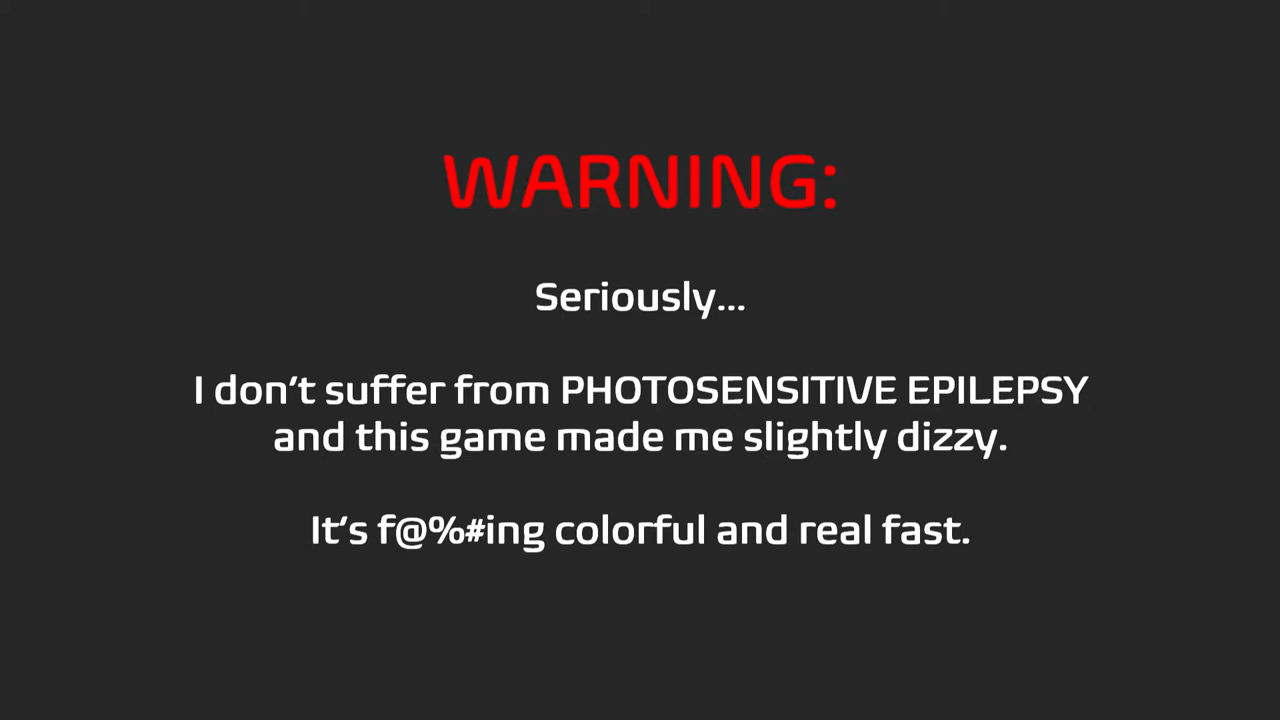 WARNING:
Seriously...
I don't suffer from PHOTOSENSITIVE EPILEPSY
and this game made me slightly dizzy.
It's f@%#ing colorful and real fast.